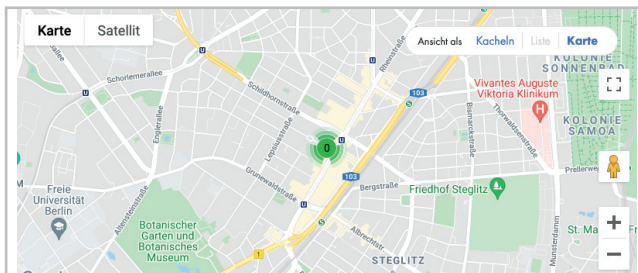 Karte
Satellit
Ansicht als
Kacheln
Liste
Karte
KOLONIE
SONNENBAD
Rheinstraße
Schorlemerallee
Schildhornstraße
103
Vivantes Auguste
Viktoria Klinikum
H
KOLONIE
SAMOA
Englerallee
Lepsiusstraße
Bismarckstraße
Thorwaldsenstraße
0
Prellerweg
Grunewaldstraße
103
Bergstraße
Friedhof Steglitz
Freie
Universität
Berlin
Altensteinstraße
Botanischer
Garten und
Botanisches
Museum
Albrechtstr.
Munsterdamm
St. Ma
1
STEGLITZ
+
−